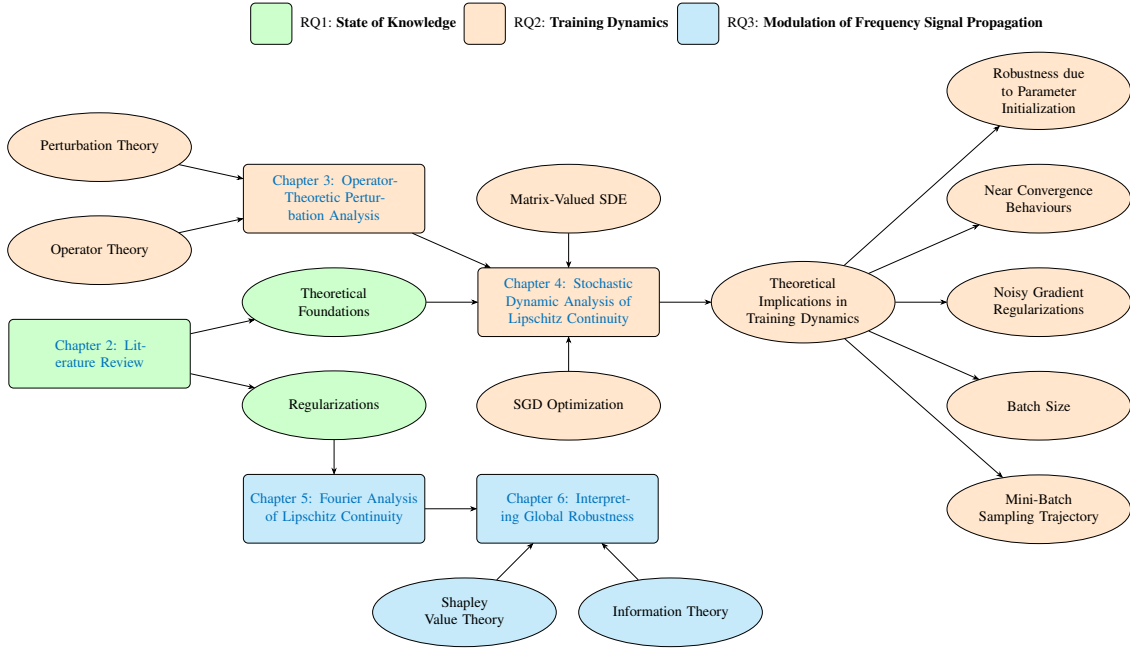 RQ1: State of Knowledge
RQ2: Training Dynamics
RQ3: Modulation of Frequency Signal Propagation
Perturbation Theory
Operator Theory
Chapter 3: Operator-
Theoretic Pertur-
bation Analysis
Matrix-Valued SDE
Chapter 2: Lit-
erature Review
Theoretical
Foundations
Regularizations
Chapter 4: Stochastic
Dynamic Analysis of
Lipschitz Continuity
SGD Optimization
Theoretical
Implications in
Training Dynamics
Robustness due
to Parameter
Initialization
Near Convergence
Behaviours
Noisy Gradient
Regularizations
Batch Size
Mini-Batch
Sampling Trajectory
Chapter 5: Fourier Analysis
of Lipschitz Continuity
Chapter 6: Interpret-
ing Global Robustness
Shapley
Value Theory
Information Theory